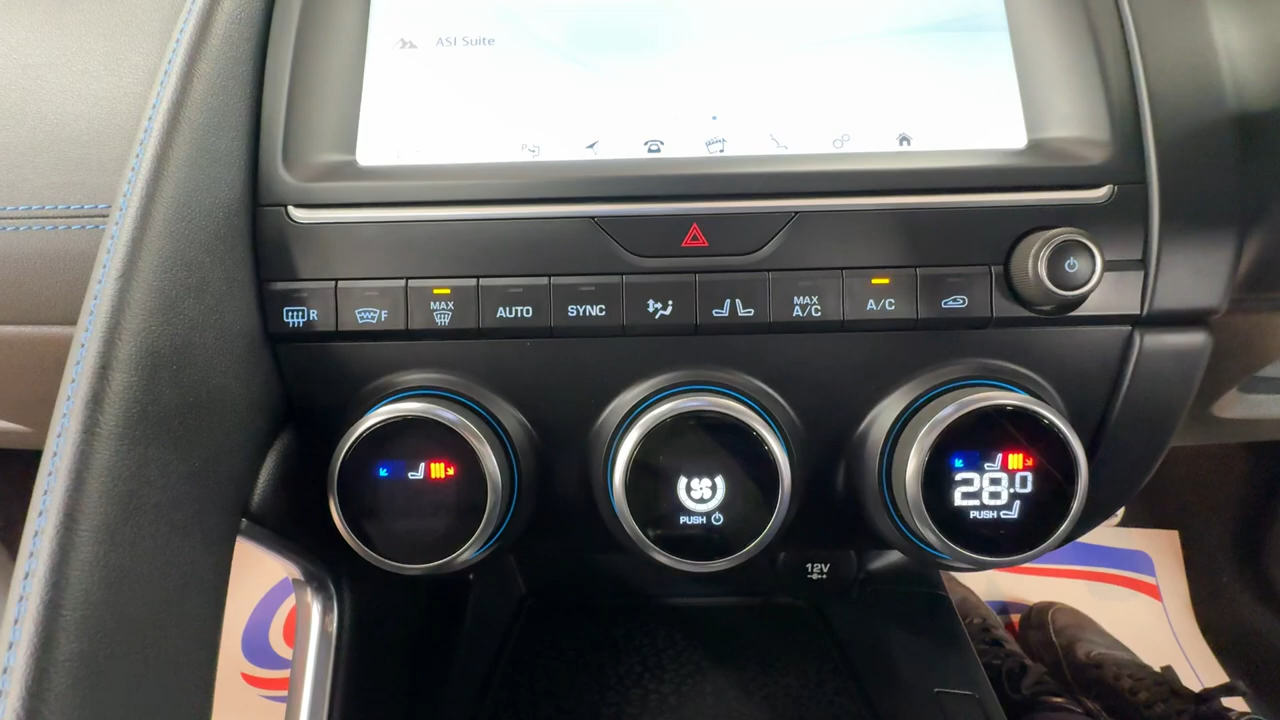 ASI Suite
P
R
F
MAX
AUTO
SYNC
MAX
A/C
A/C
28.0
PUSH
PUSH
12V